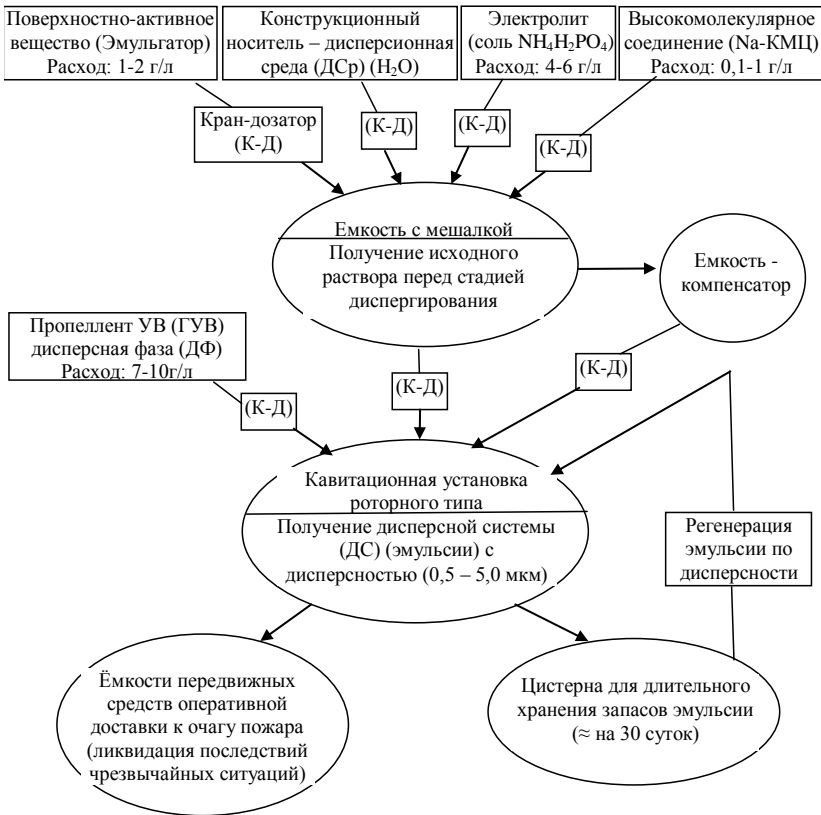 Поверхностно-активное
вещество (Эмульгатор)
Расход: 1-2 г/л
Конструкционный
носитель – дисперсионная
среда (ДСр) (H₂O)
Электролит
(соль NH₄H₂PO₄)
Расход: 4-6 г/л
Высокомолекулярное
соединение (Na-КМЦ)
Расход: 0,1-1 г/л
Кран-дозатор
(К-Д)
(К-Д)
(К-Д)
(К-Д)
Емкость с мешалкой
Получение исходного
раствора перед стадией
диспергирования
Емкость -
компенсатор
Пропеллент УВ (ГУВ)
дисперсная фаза (ДФ)
Расход: 7-10г/л
(К-Д)
(К-Д)
(К-Д)
Кавитационная установка
роторного типа
Получение дисперсной системы
(ДС) (эмульсии) с
дисперсностью (0,5 – 5,0 мкм)
Регенерация
эмульсии по
дисперсности
Ёмкости передвижных
средств оперативной
доставки к очагу пожара
(ликвидация последствий
чрезвычайных ситуаций)
Цистерна для длительного
хранения запасов эмульсии
(≈ на 30 суток)